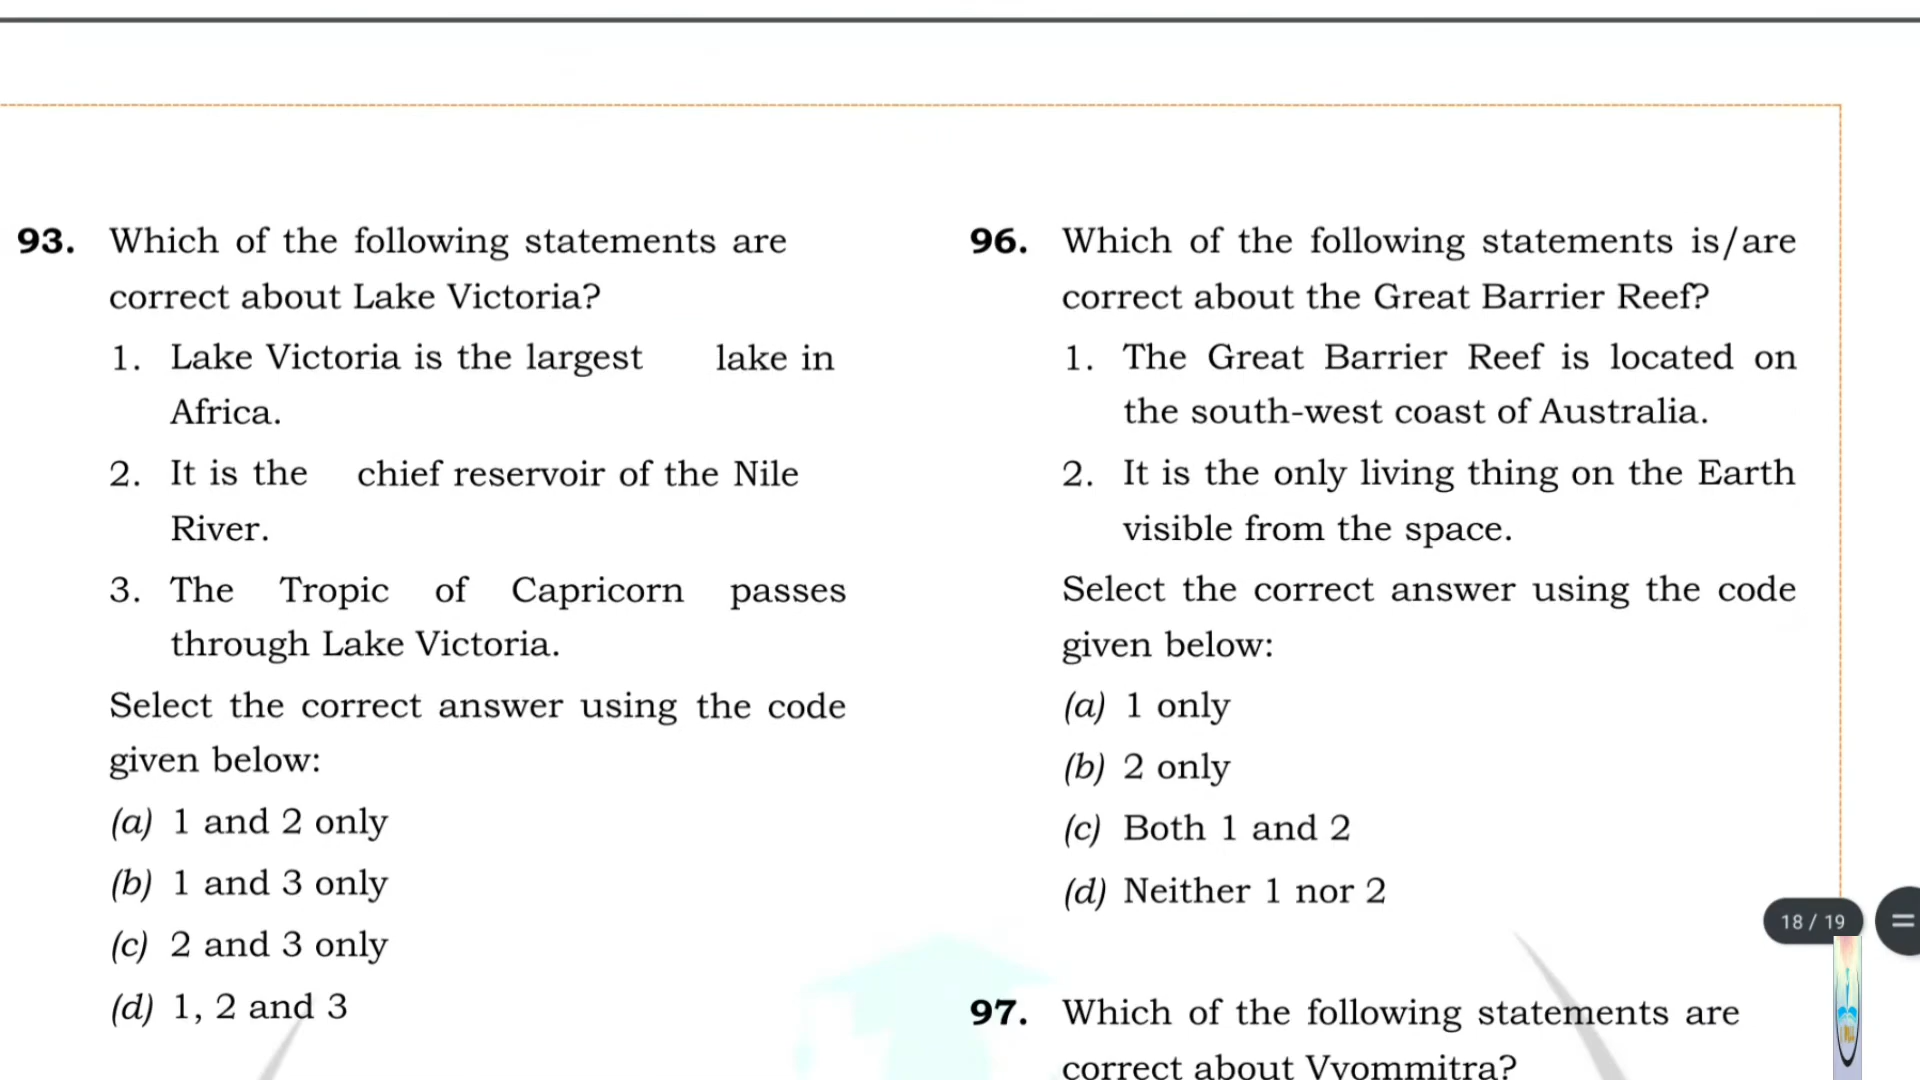 93. Which of the following statements are
correct about Lake Victoria?
1. Lake Victoria is the largest lake in
Africa.
2. It is the chief reservoir of the Nile
River.
3. The Tropic of Capricorn passes
through Lake Victoria.
Select the correct answer using the code
given below:
(a) 1 and 2 only
(b) 1 and 3 only
(c) 2 and 3 only
(d) 1, 2 and 3
96. Which of the following statements is/are
correct about the Great Barrier Reef?
1. The Great Barrier Reef is located on
the south-west coast of Australia.
2. It is the only living thing on the Earth
visible from the space.
Select the correct answer using the code
given below:
(a) 1 only
(b) 2 only
(c) Both 1 and 2
(d) Neither 1 nor 2
18 / 19
97. Which of the following statements are
correct about Vyommitra?